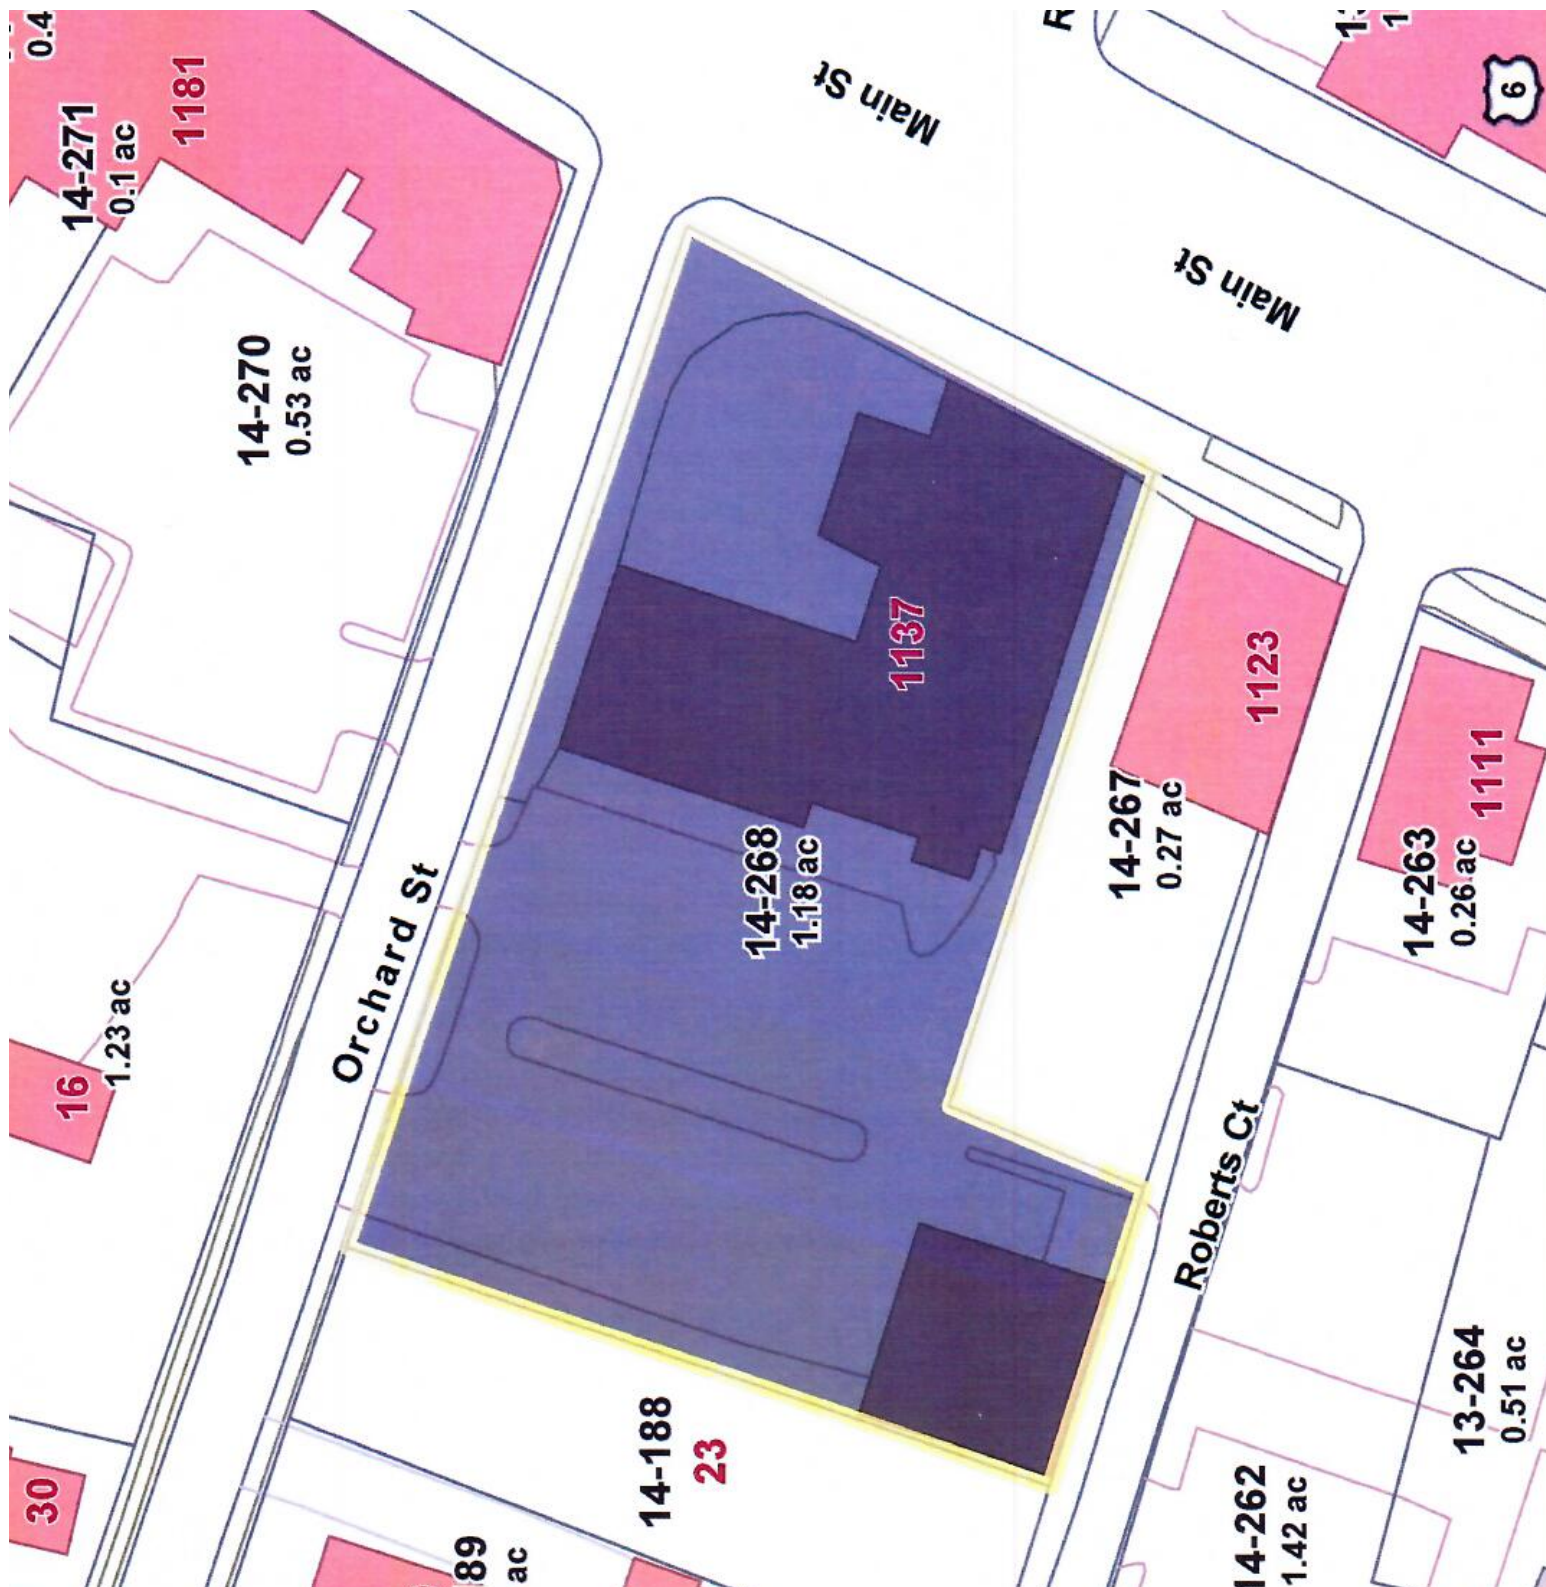 0.4
14-271
0.1 ac
1181
Main St
6
Main St
14-270
0.53 ac
1137
1123
1111
14-268
1.18 ac
14-267
0.27 ac
14-263
0.26 ac
Orchard St
1.23 ac
16
Roberts Ct
13-264
0.51 ac
14-188
23
14-262
1.42 ac
30
89
ac